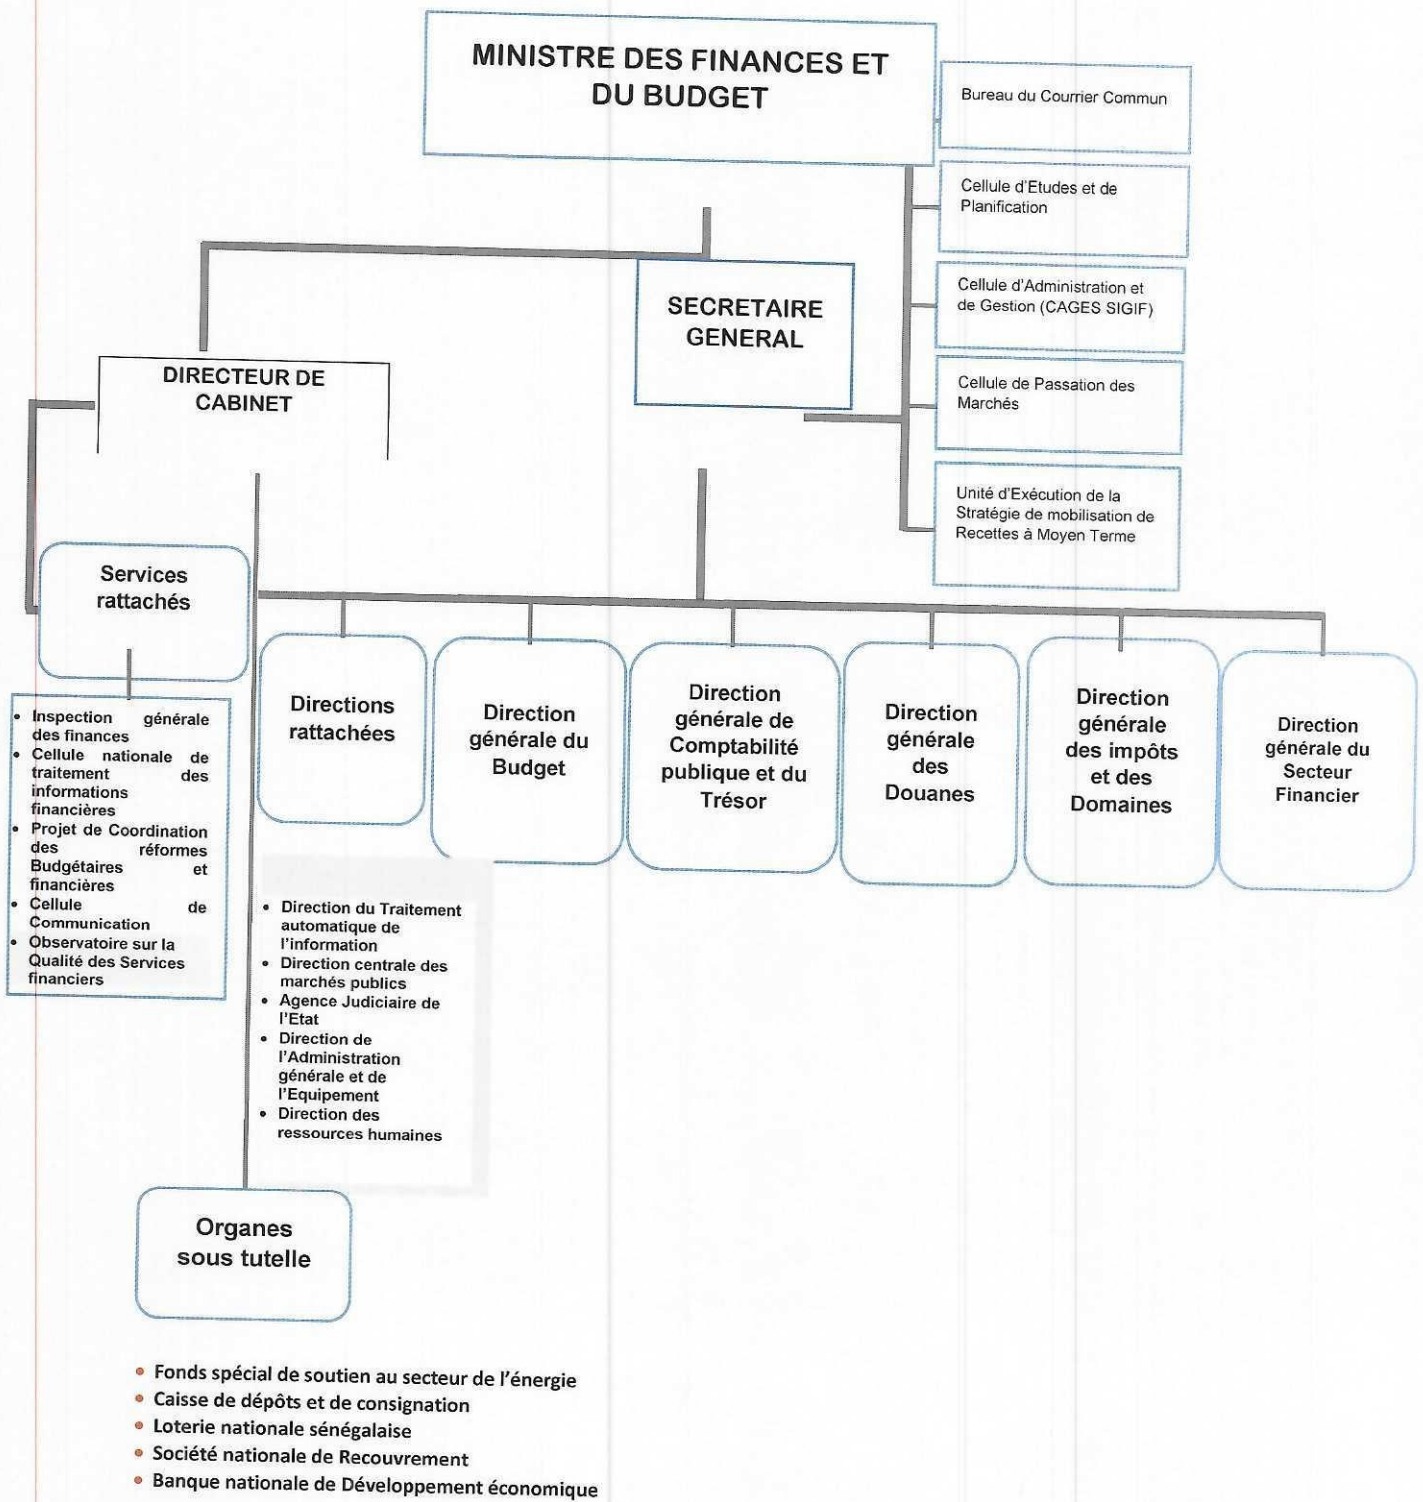 MINISTRE DES FINANCES ET
DU BUDGET
Bureau du Courrier Commun
Cellule d'Etudes et de
Planification
Cellule d'Administration et
de Gestion (CAGES SIGIF)
Cellule de Passation des
Marchés
Unité d'Exécution de la
Stratégie de mobilisation de
Recettes à Moyen Terme
SECRETAIRE
GENERAL
DIRECTEUR DE
CABINET
Services
rattachés
• Inspection générale
des finances
• Cellule nationale de
traitement des
informations
financières
• Projet de Coordination
des réformes
Budgétaires et
financières
• Cellule de
Communication
• Observatoire sur la
Qualité des Services
financiers
Directions
rattachées
• Direction du Traitement
automatique de
l'information
• Direction centrale des
marchés publics
• Agence Judiciaire de
l'Etat
• Direction de
l'Administration
générale et de
l'Equipement
• Direction des
ressources humaines
Direction
générale du
Budget
Direction
générale de
Comptabilité
publique et du
Trésor
Direction
générale
des
Douanes
Direction
générale
des impôts
et des
Domaines
Direction
générale du
Secteur
Financier
Organes
sous tutelle
• Fonds spécial de soutien au secteur de l'énergie
• Caisse de dépôts et de consignation
• Loterie nationale sénégalaise
• Société nationale de Recouvrement
• Banque nationale de Développement économique